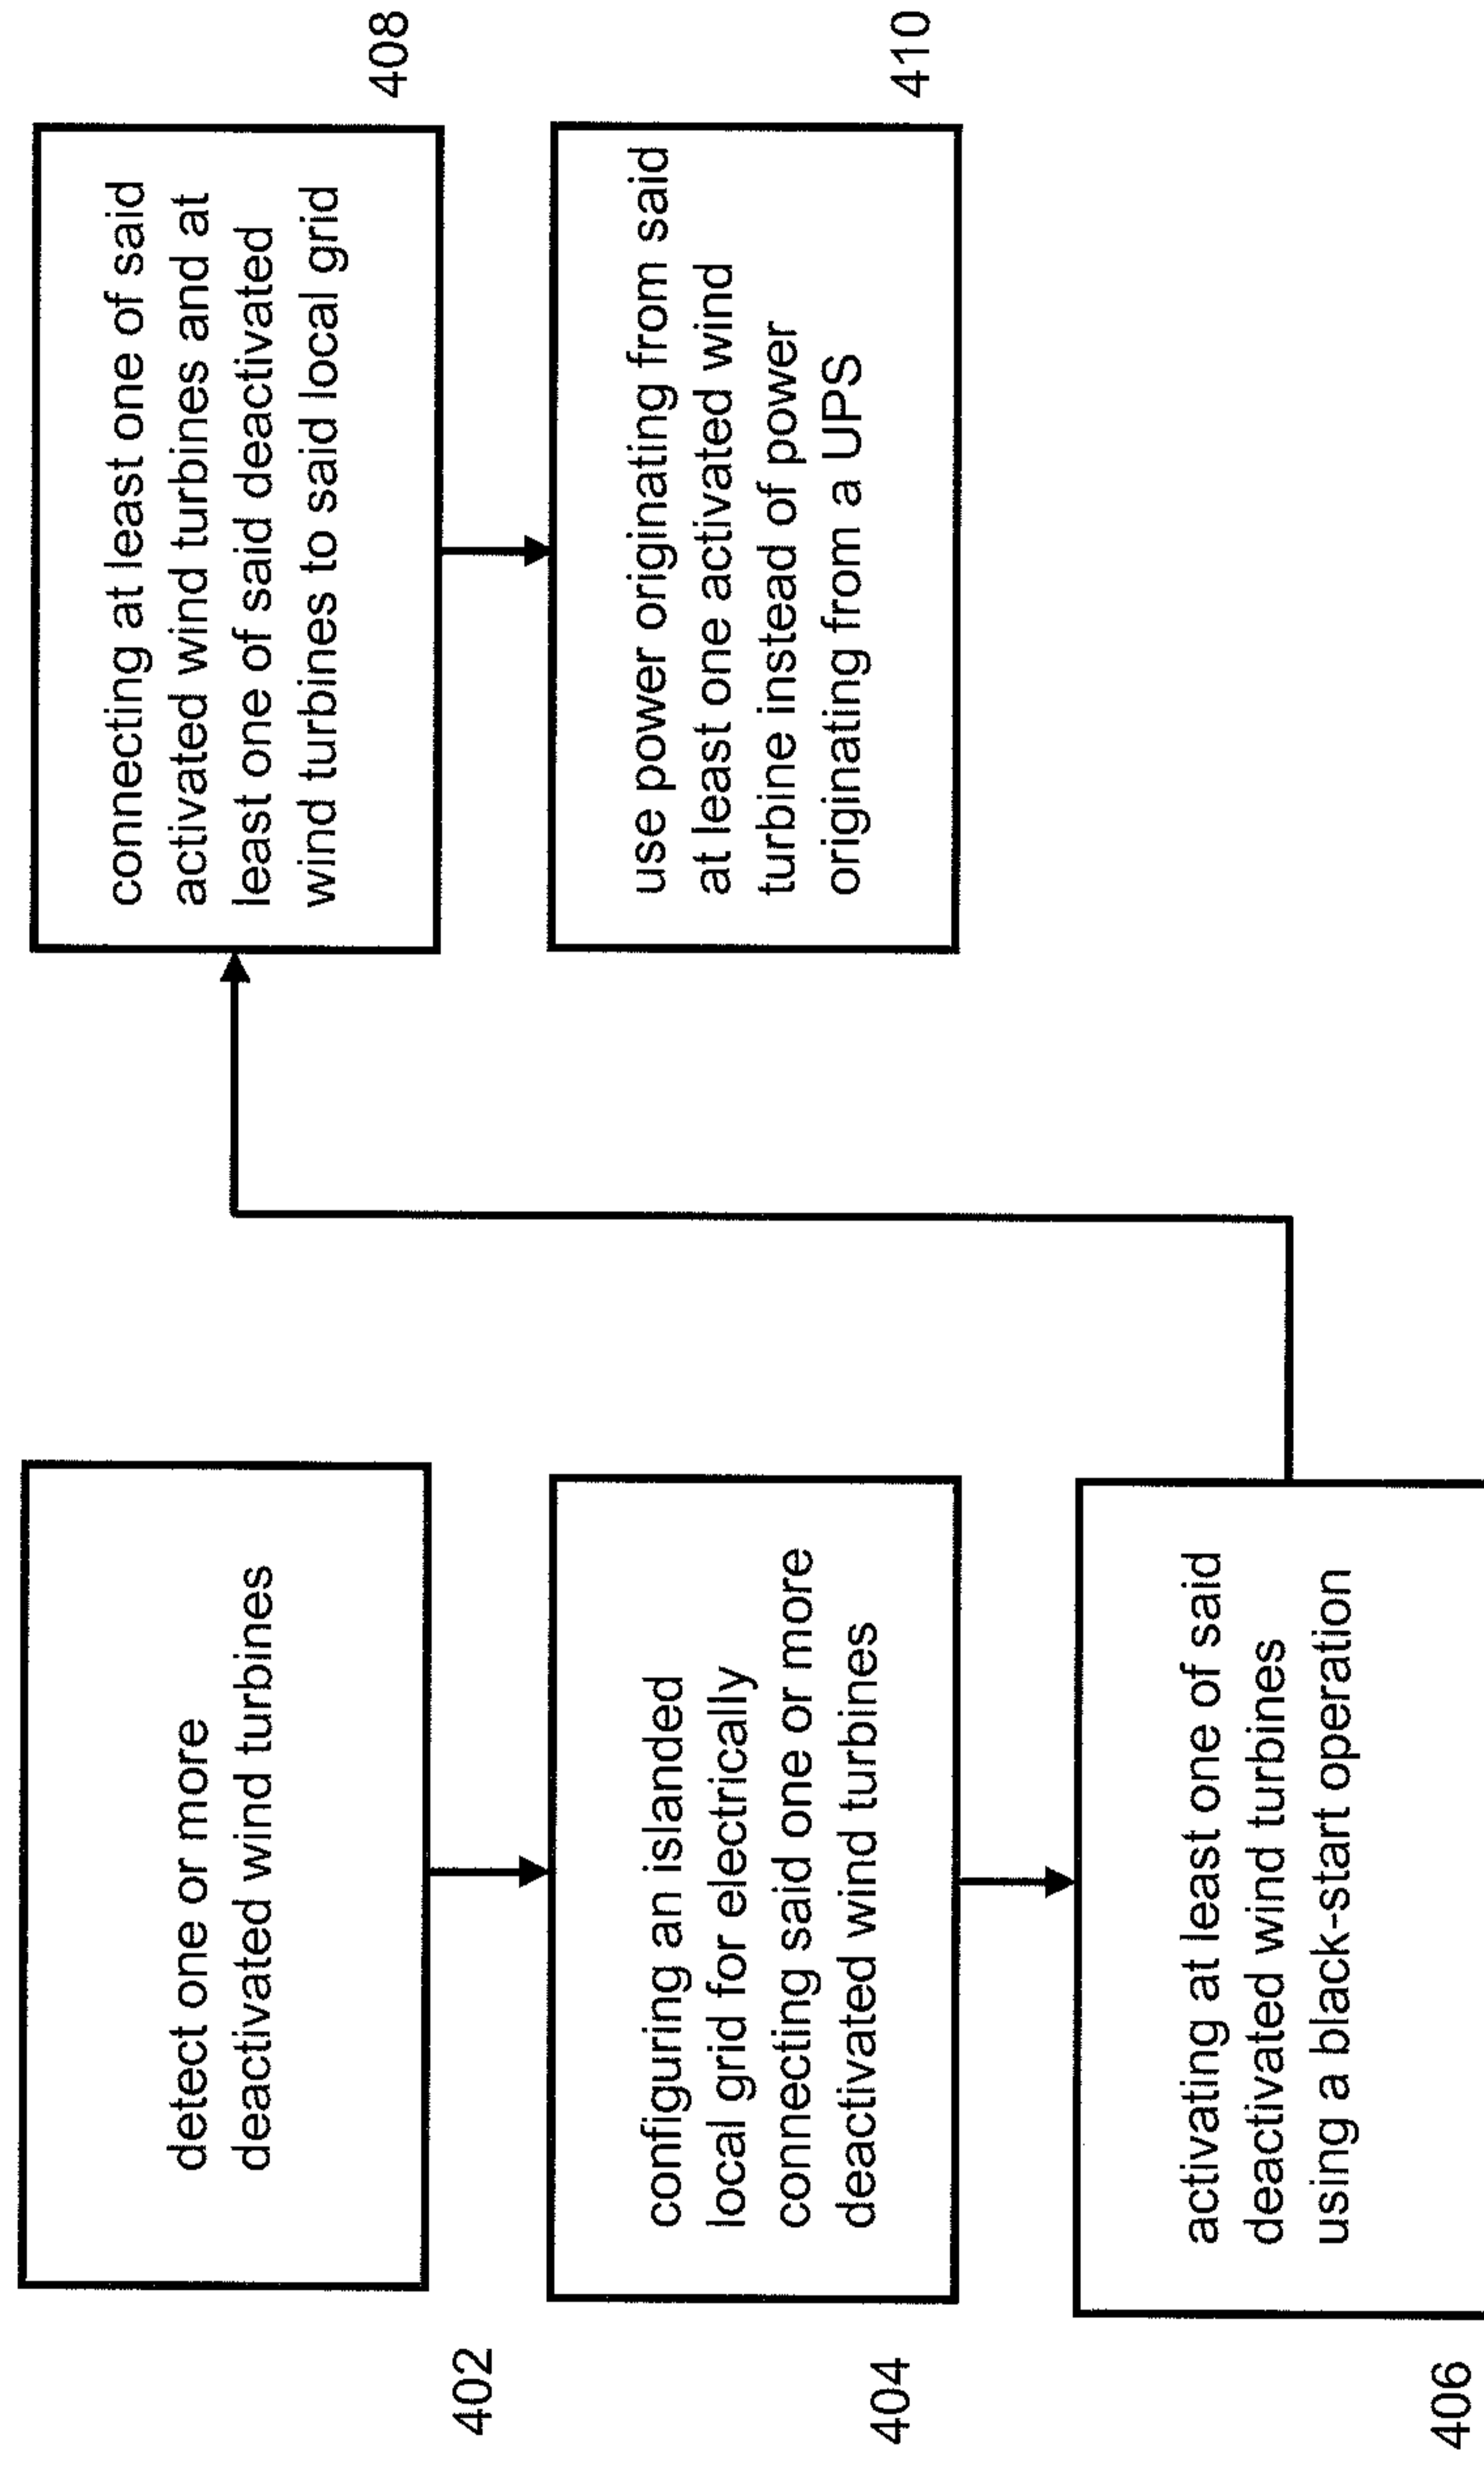 detect one or more
deactivated wind turbines
402
configuring an islanded
local grid for electrically
connecting said one or more
deactivated wind turbines
404
activating at least one of said
deactivated wind turbines
using a black-start operation
406
connecting at least one of said
activated wind turbines and at
least one of said deactivated
wind turbines to said local grid
408
use power originating from said
at least one activated wind
turbine instead of power
originating from a UPS
410